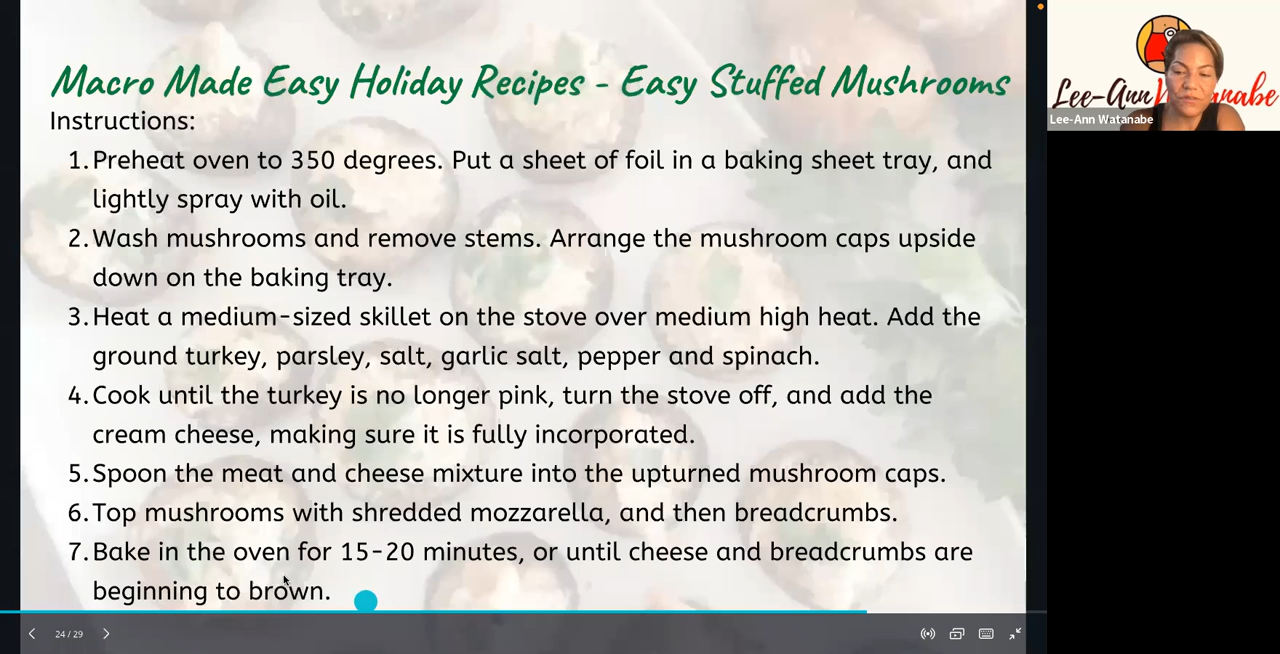 Macro Made Easy Holiday Recipes - Easy Stuffed Mushrooms
Instructions:
1. Preheat oven to 350 degrees. Put a sheet of foil in a baking sheet tray, and
lightly spray with oil.
2. Wash mushrooms and remove stems. Arrange the mushroom caps upside
down on the baking tray.
3. Heat a medium-sized skillet on the stove over medium high heat. Add the
ground turkey, parsley, salt, garlic salt, pepper and spinach.
4. Cook until the turkey is no longer pink, turn the stove off, and add the
cream cheese, making sure it is fully incorporated.
5. Spoon the meat and cheese mixture into the upturned mushroom caps.
6. Top mushrooms with shredded mozzarella, and then breadcrumbs.
7. Bake in the oven for 15-20 minutes, or until cheese and breadcrumbs are
beginning to brown.
24 / 29
Lee-Ann W anabe
Lee-Ann Watanabe